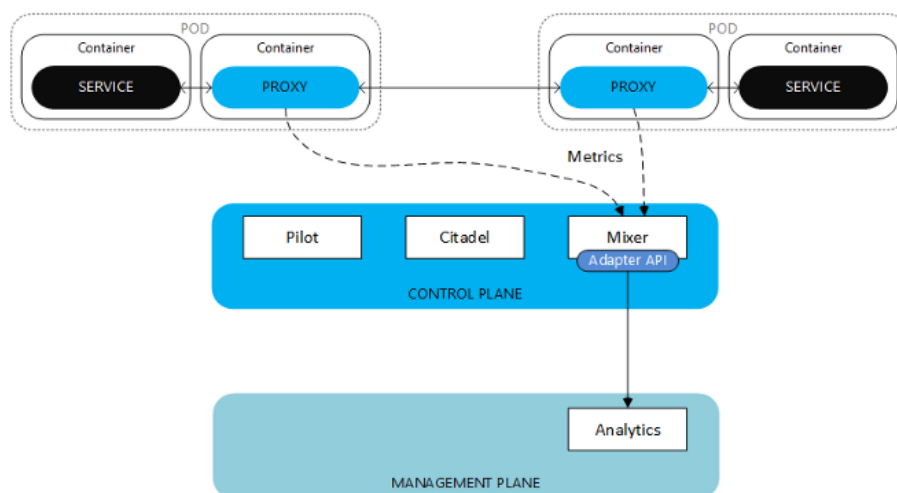 POD
POD
Container
Container
Container
Container
SERVICE
PROXY
PROXY
SERVICE
Metrics
Pilot
Citadel
Mixer
Adapter API
CONTROL PLANE
Analytics
MANAGEMENT PLANE